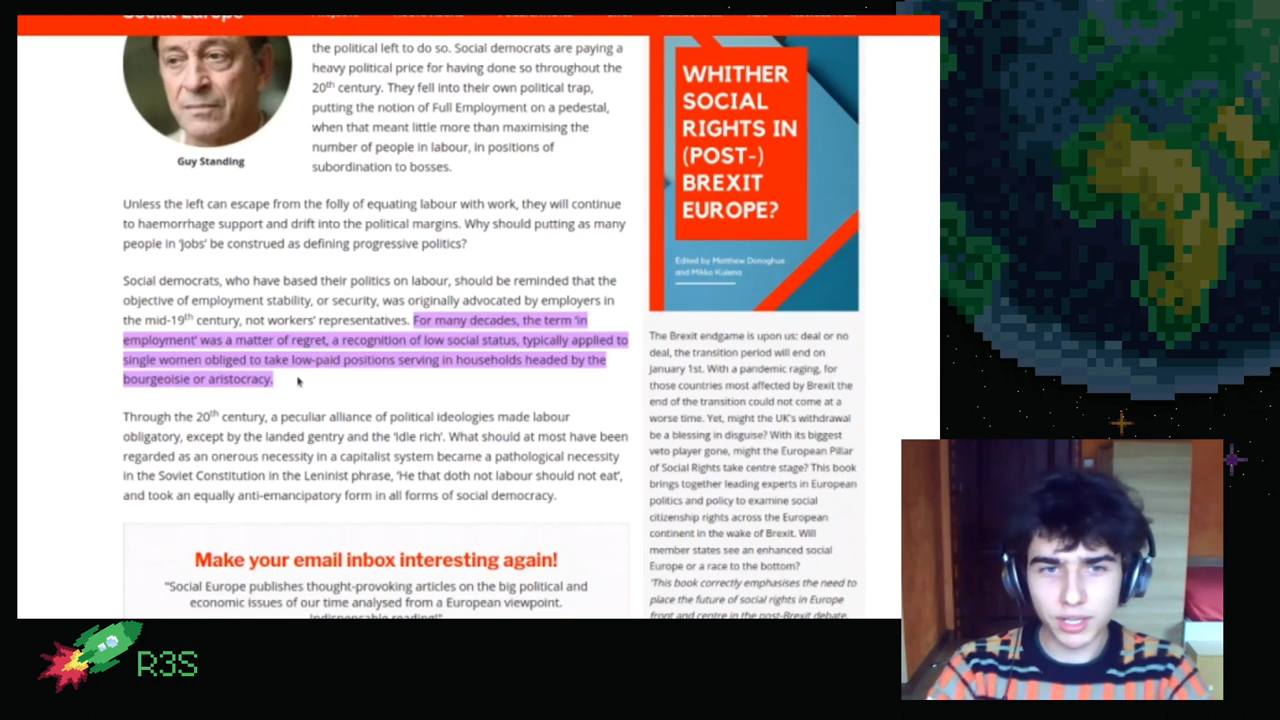 Social Europe
the political left to do so. Social democrats are paying a
heavy political price for having done so throughout the
20th century. They fell into their own political trap,
putting the notion of Full Employment on a pedestal,
when that meant little more than maximising the
number of people in labour, in positions of
subordination to bosses.
Guy Standing
Unless the left can escape from the folly of equating labour with work, they will continue
to haemorrhage support and drift into the political margins. Why should putting as many
people in 'jobs' be construed as defining progressive politics?
Social democrats, who have based their politics on labour, should be reminded that the
objective of employment stability, or security, was originally advocated by employers in
the mid-19th century, not workers' representatives. For many decades, the term 'in
employment' was a matter of regret, a recognition of low social status, typically applied to
single women obliged to take low-paid positions serving in households headed by the
bourgeoisie or aristocracy.
Through the 20th century, a peculiar alliance of political ideologies made labour
obligatory, except by the landed gentry and the 'idle rich'. What should at most have been
regarded as an onerous necessity in a capitalist system became a pathological necessity
in the Soviet Constitution in the Leninist phrase, 'He that doth not labour should not eat',
and took an equally anti-emancipatory form in all forms of social democracy.
Make your email inbox interesting again!
"Social Europe publishes thought-provoking articles on the big political and
economic issues of our time analysed from a European viewpoint.
Indispensable reading!"
WHITHER
SOCIAL
RIGHTS IN
(POST-)
BREXIT
EUROPE?
Edited by Matthew Donoghue
and Mikko Kuisma
The Brexit endgame is upon us: deal or no
deal, the transition period will end on
January 1st. With a pandemic raging, for
those countries most affected by Brexit the
end of the transition could not come at a
worse time. Yet, might the UK's withdrawal
be a blessing in disguise? With its biggest
veto player gone, might the European Pillar
of Social Rights take centre stage? This book
brings together leading experts in European
politics and policy to examine social
citizenship rights across the European
continent in the wake of Brexit. Will
member states see an enhanced social
Europe or a race to the bottom?
'This book correctly emphasises the need to
place the future of social rights in Europe
front and centre in the post-Brexit debate,
R3S